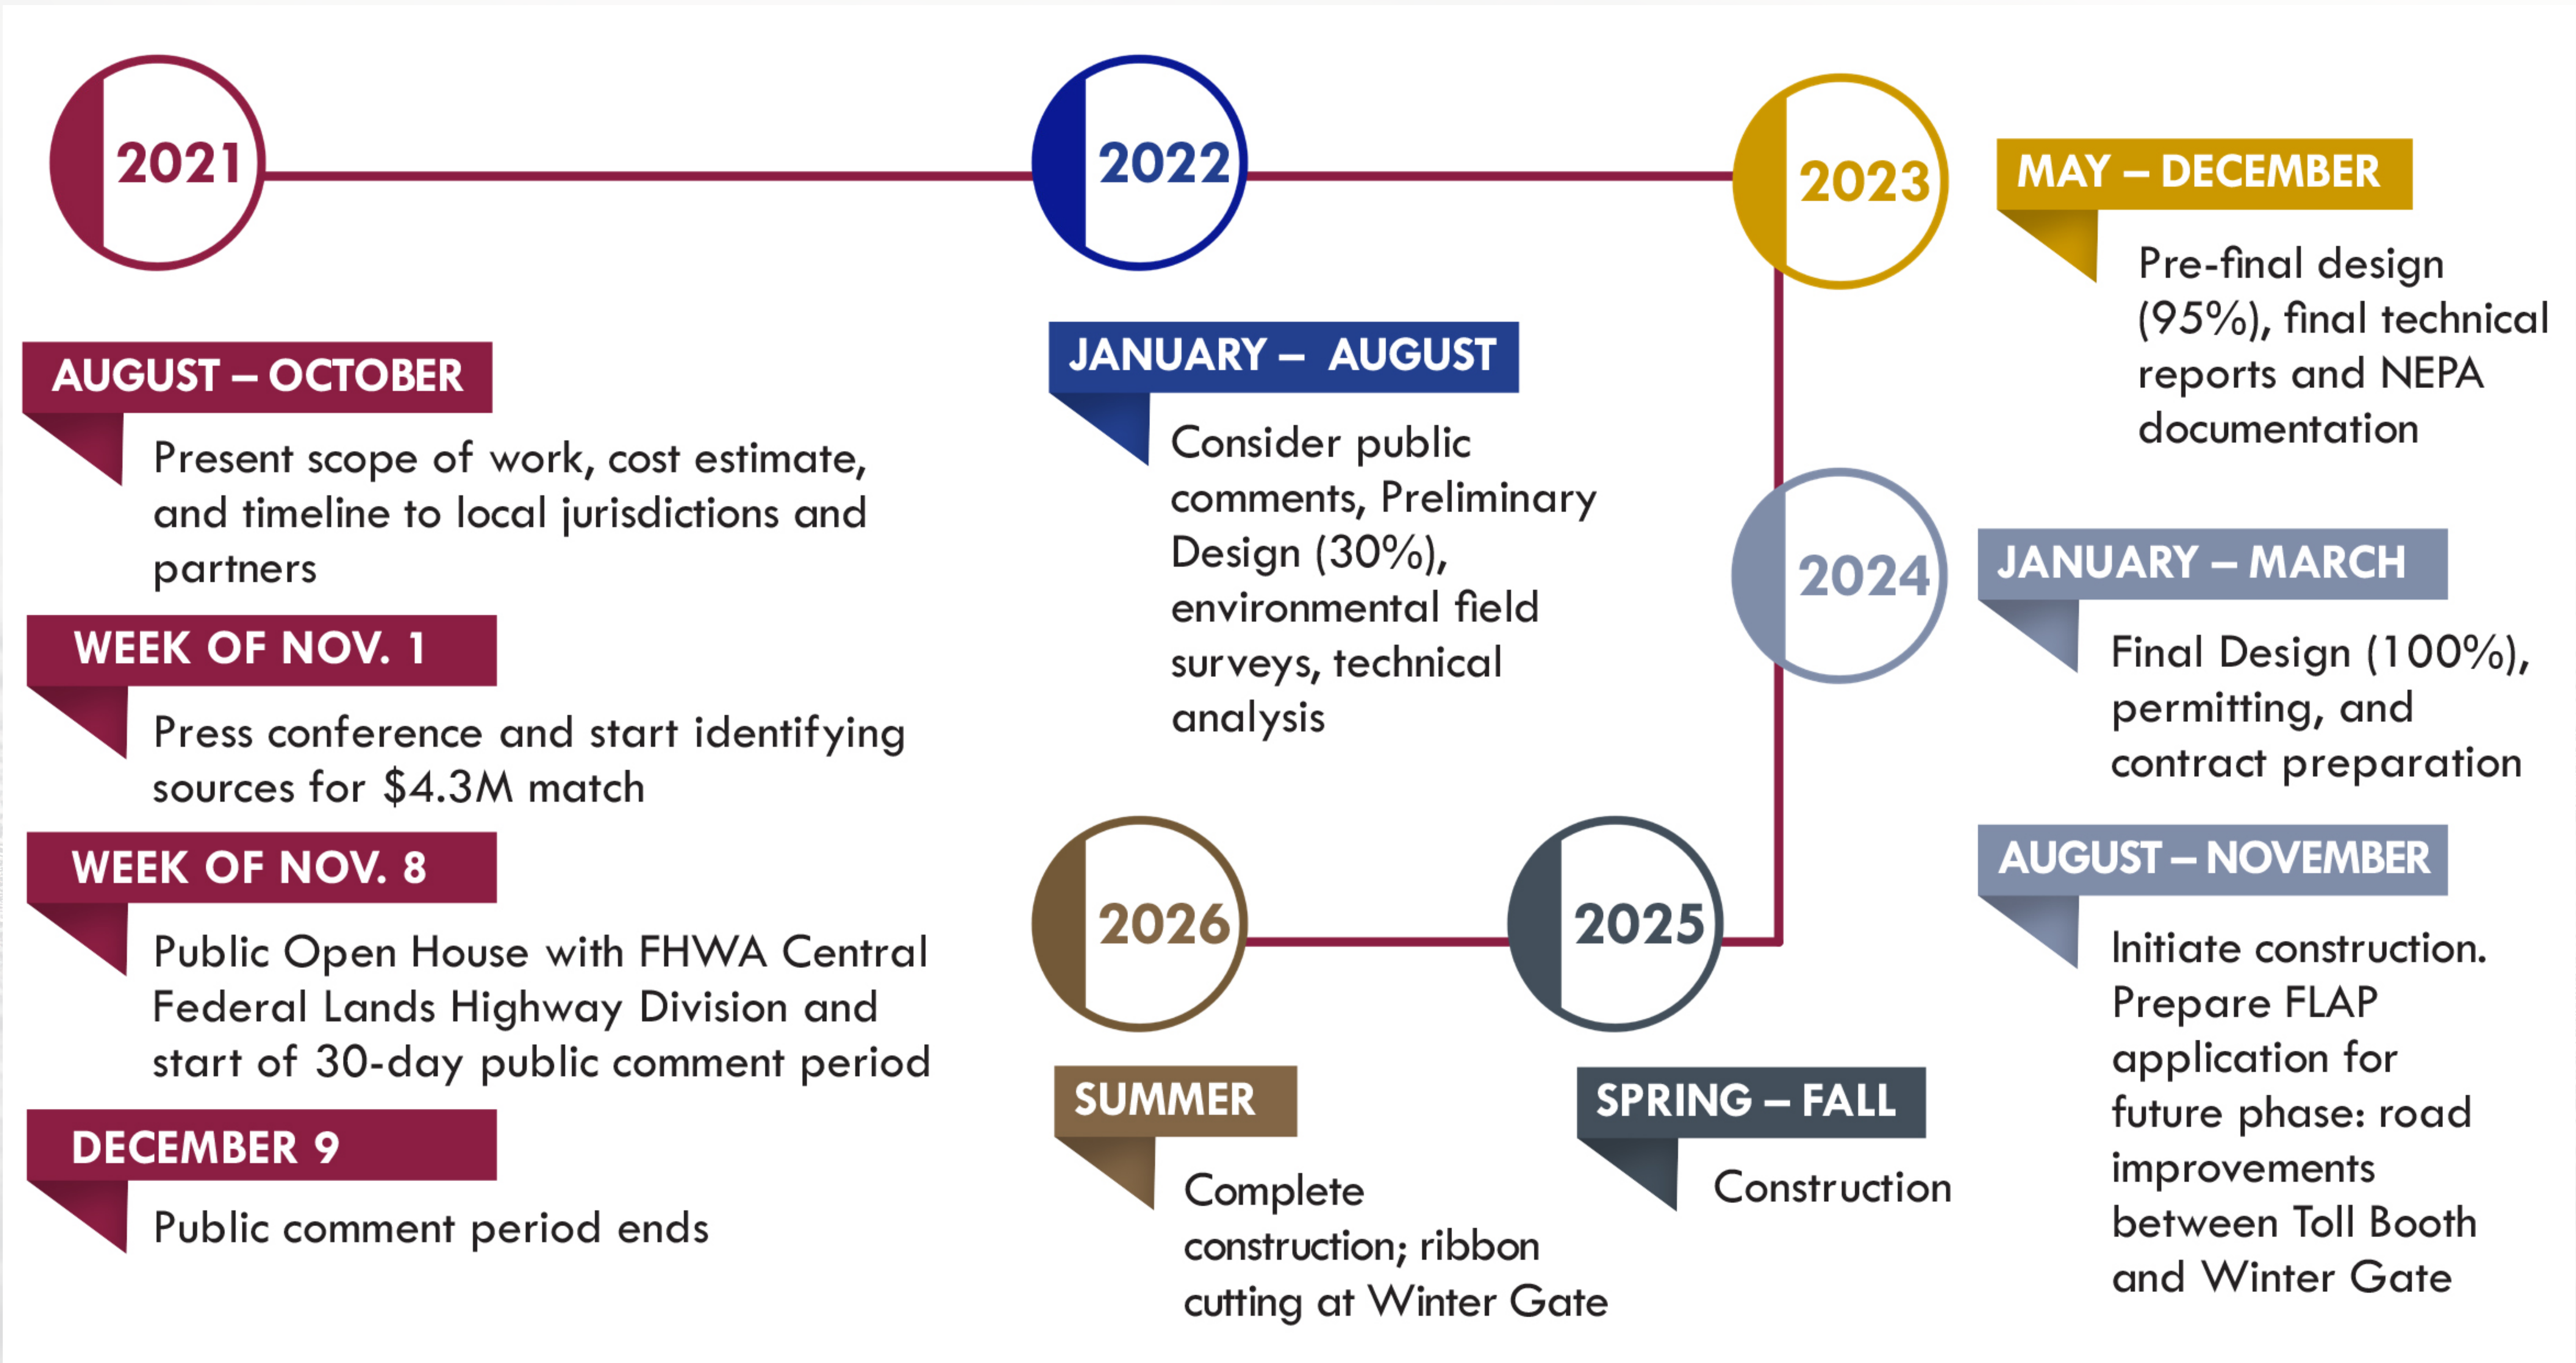 2021
AUGUST – OCTOBER
Present scope of work, cost estimate,
and timeline to local jurisdictions and
partners
WEEK OF NOV. 1
Press conference and start identifying
sources for $4.3M match
WEEK OF NOV. 8
Public Open House with FHWA Central
Federal Lands Highway Division and
start of 30-day public comment period
DECEMBER 9
Public comment period ends
2022
JANUARY – AUGUST
Consider public
comments, Preliminary
Design (30%),
environmental field
surveys, technical
analysis
2023
MAY – DECEMBER
Pre-final design
(95%), final technical
reports and NEPA
documentation
2024
JANUARY – MARCH
Final Design (100%),
permitting, and
contract preparation
AUGUST – NOVEMBER
Initiate construction.
Prepare FLAP
application for
future phase: road
improvements
between Toll Booth
and Winter Gate
2025
SPRING – FALL
Construction
2026
SUMMER
Complete
construction; ribbon
cutting at Winter Gate